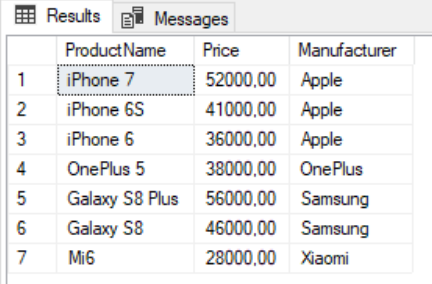 Results Messages
ProductName Price Manufacturer
1 iPhone 7 52000,00 Apple
2 iPhone 6S 41000,00 Apple
3 iPhone 6 36000,00 Apple
4 OnePlus 5 38000,00 OnePlus
5 Galaxy S8 Plus 56000,00 Samsung
6 Galaxy S8 46000,00 Samsung
7 Mi6 28000,00 Xiaomi